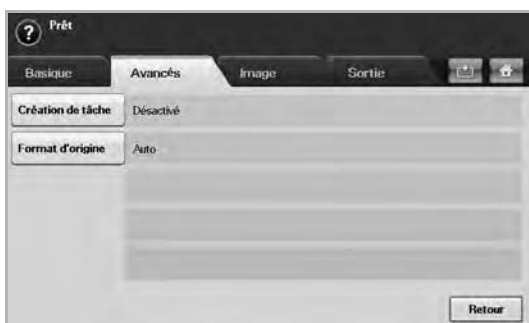 ? Prêt
Basique Avancés Image Sortie
Création de tâche Désactivé
Format d'origine Auto
Retour